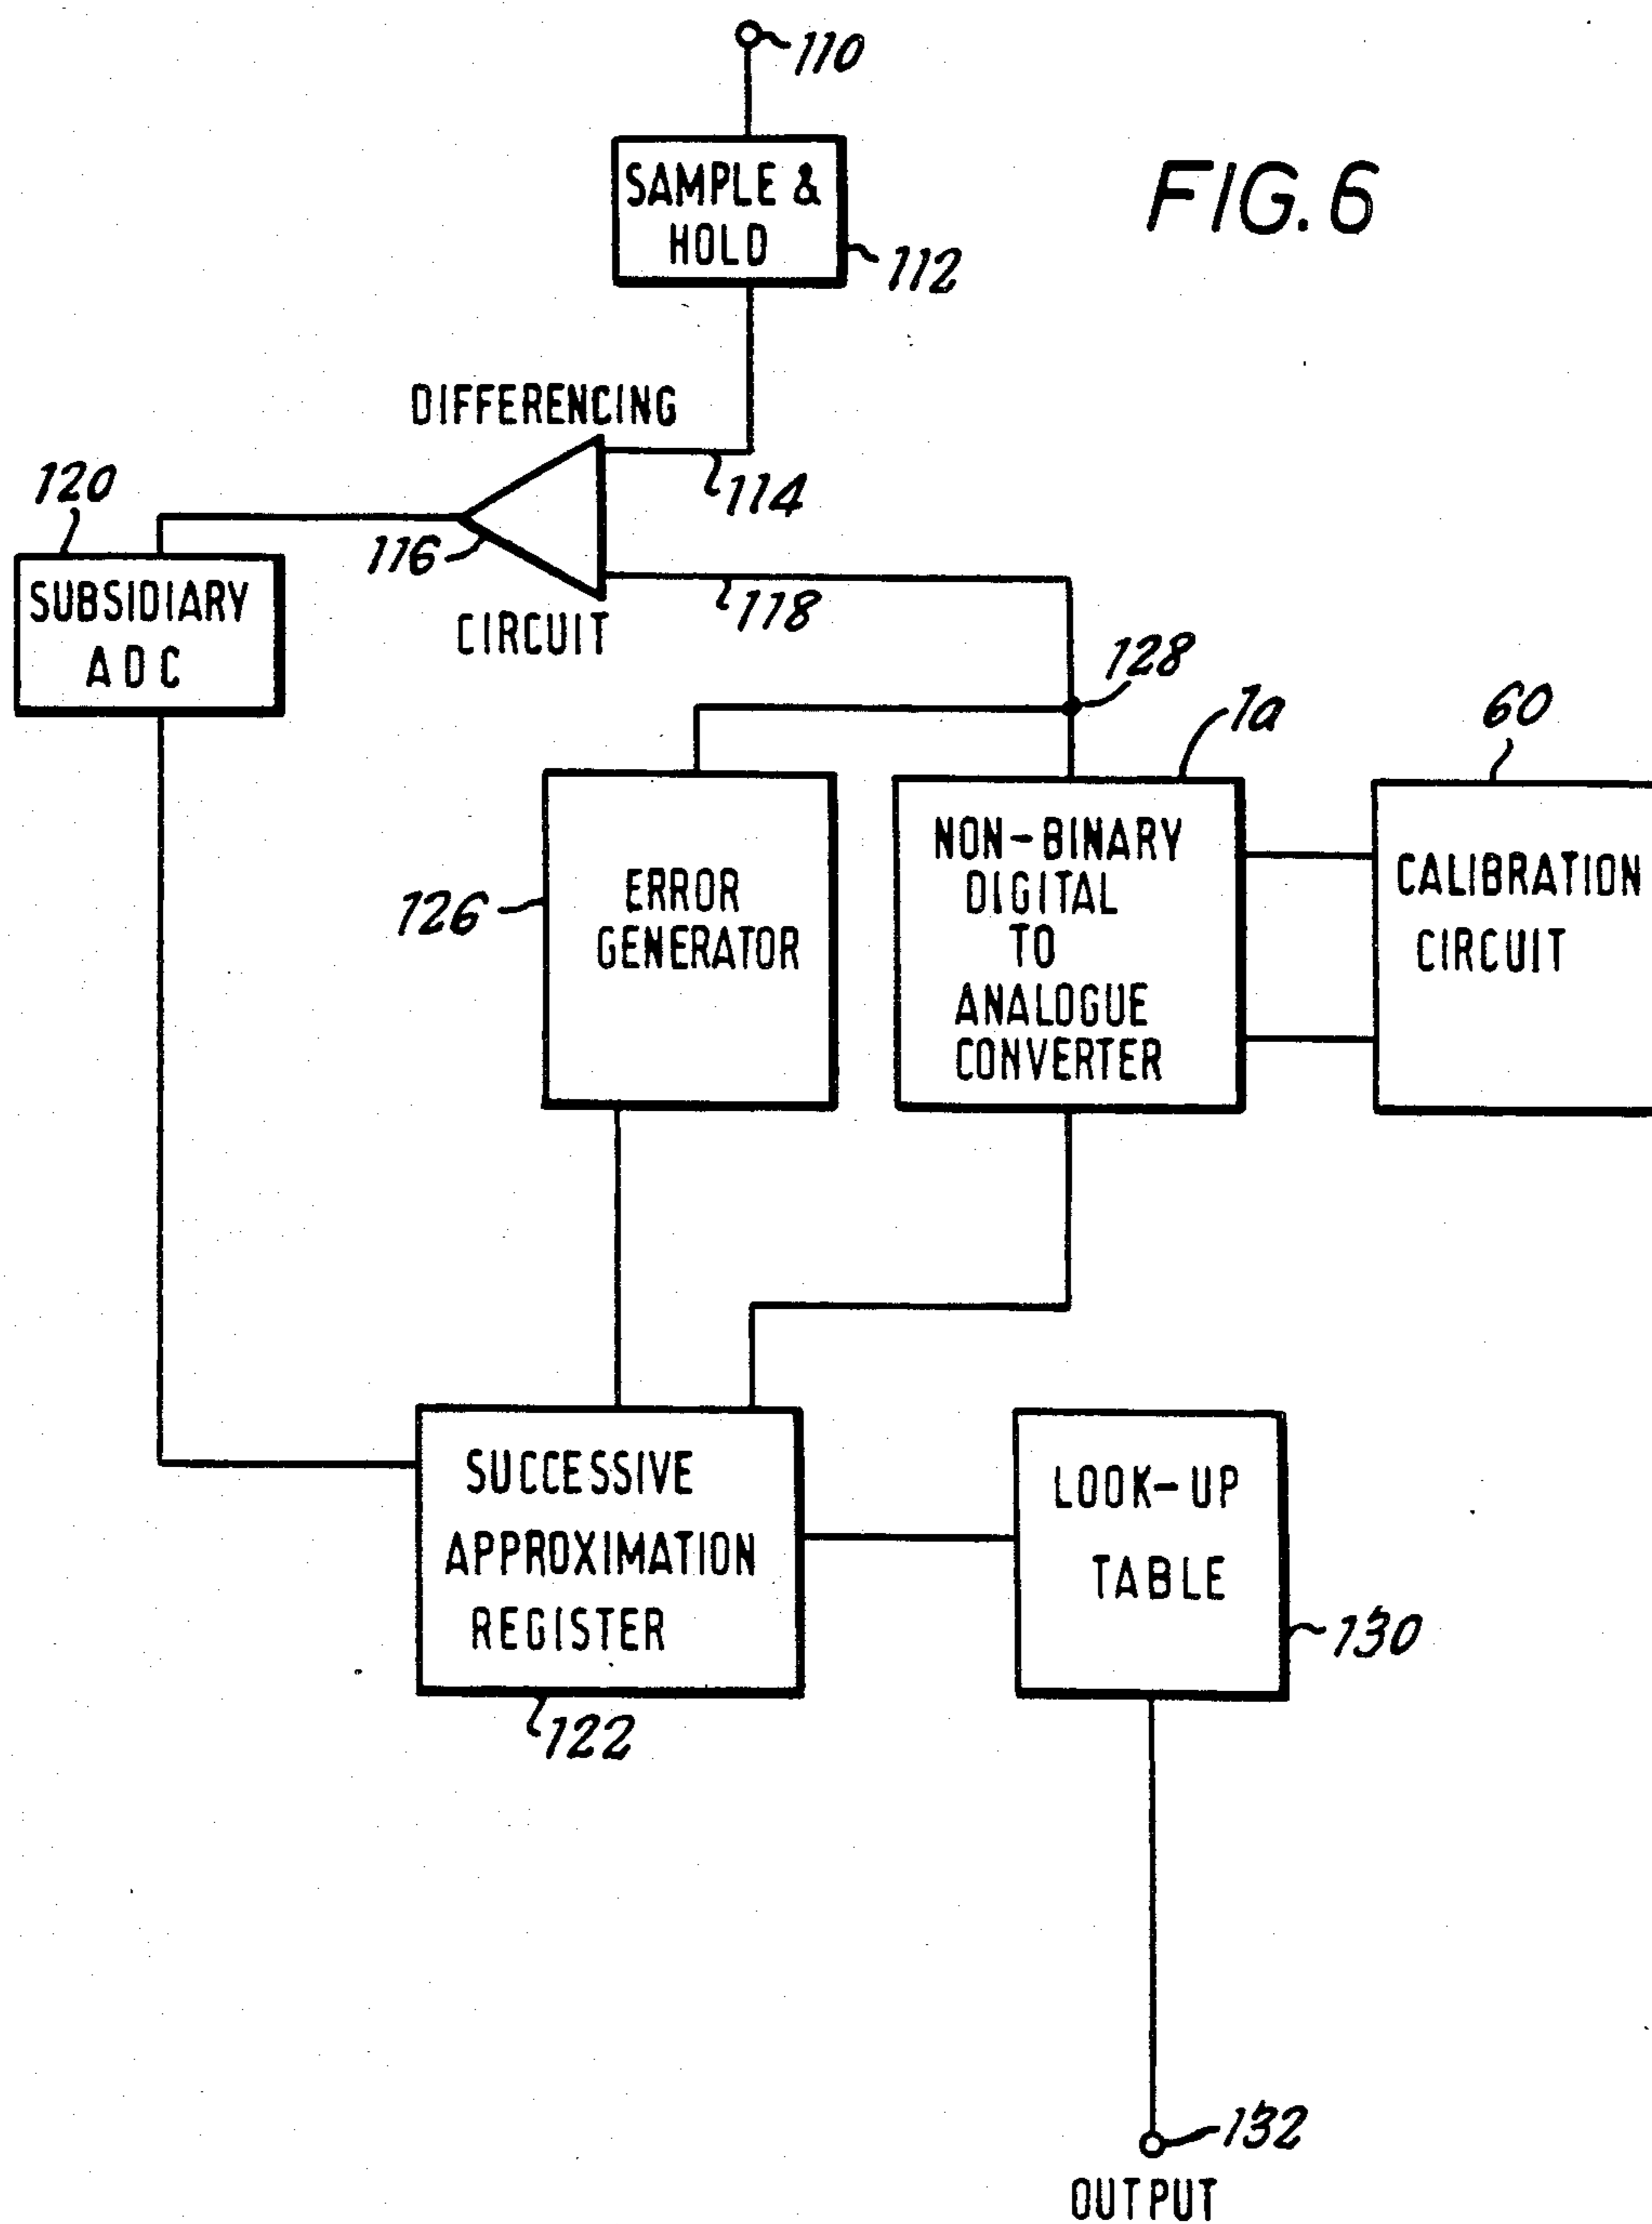 110
SAMPLE &
HOLD
112
FIG. 6
DIFFERENCING
114
120
116
118
SUBSIDIARY
ADC
CIRCUIT
128
1a
60
NON-BINARY
DIGITAL
TO
ANALOGUE
CONVERTER
CALIBRATION
CIRCUIT
126
ERROR
GENERATOR
SUCCESSIVE
APPROXIMATION
REGISTER
122
LOOK-UP
TABLE
130
132
OUTPUT